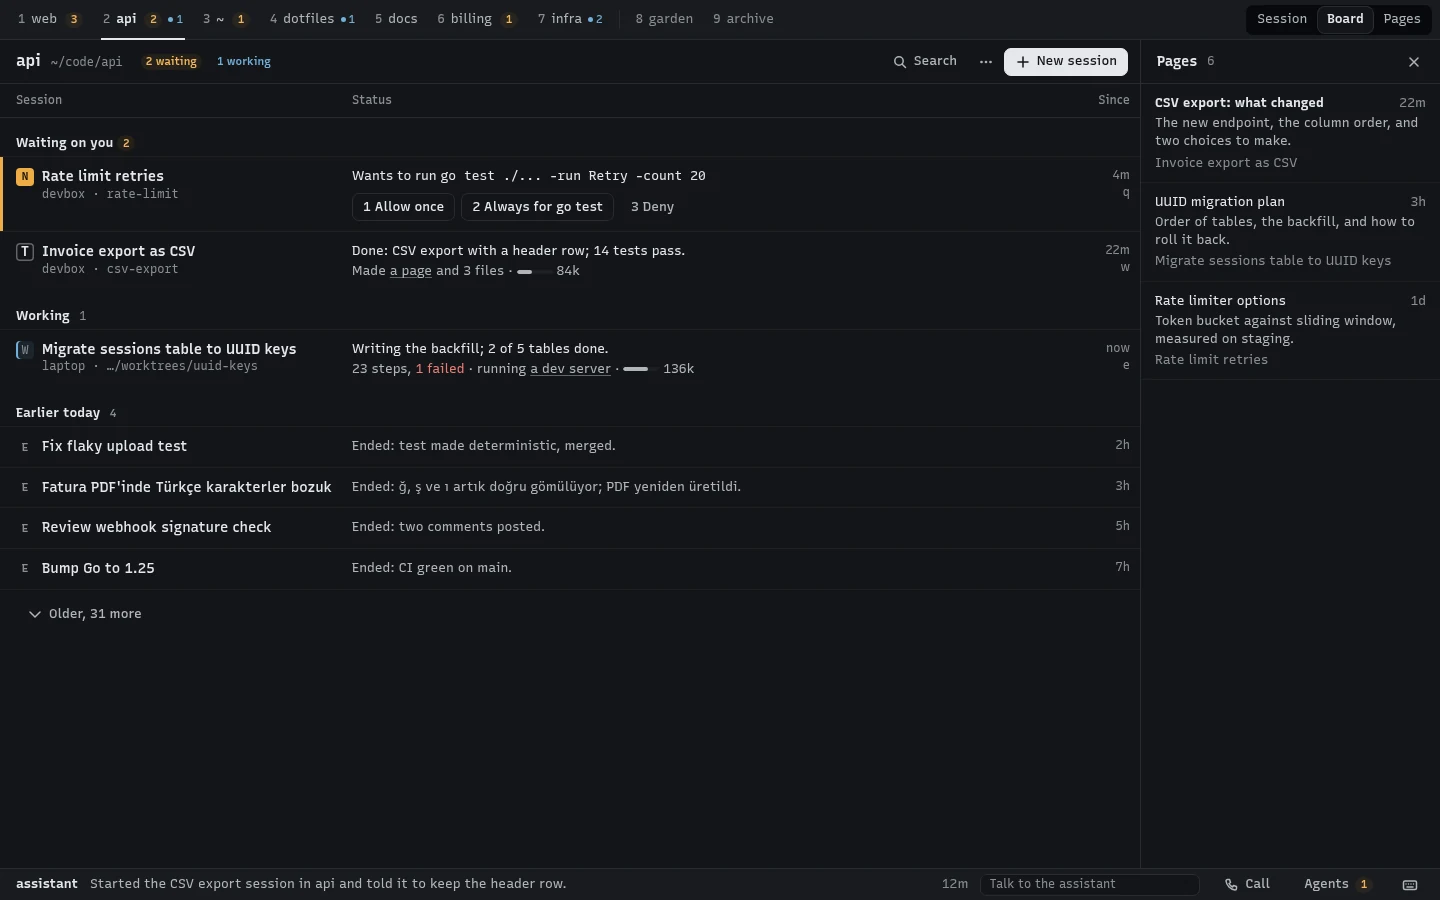 1 web 3 2 api 2 •1 3 ~ 1 4 dotfiles •1 5 docs 6 billing 1 7 infra •2 8 garden 9 archive Session Board Pages
api ~/code/api 2 waiting 1 working Search ··· + New session
Pages 6 ×
Session Status Since
Waiting on you 2
N Rate limit retries Wants to run go test ./... -run Retry -count 20 4m
devbox · rate-limit q
1 Allow once 2 Always for go test 3 Deny
T Invoice export as CSV Done: CSV export with a header row; 14 tests pass. 22m
devbox · csv-export Made a page and 3 files · 84k w
Working 1
W Migrate sessions table to UUID keys Writing the backfill; 2 of 5 tables done. now
laptop · …/worktrees/uuid-keys 23 steps, 1 failed · running a dev server · 136k e
Earlier today 4
E Fix flaky upload test Ended: test made deterministic, merged. 2h
E Fatura PDF'inde Türkçe karakterler bozuk Ended: ğ, ş ve ı artık doğru gömülüyor; PDF yeniden üretildi. 3h
E Review webhook signature check Ended: two comments posted. 5h
E Bump Go to 1.25 Ended: CI green on main. 7h
Older, 31 more
CSV export: what changed 22m
The new endpoint, the column order, and
two choices to make.
Invoice export as CSV
UUID migration plan 3h
Order of tables, the backfill, and how to
roll it back.
Migrate sessions table to UUID keys
Rate limiter options 1d
Token bucket against sliding window,
measured on staging.
Rate limit retries
assistant Started the CSV export session in api and told it to keep the header row. 12m Talk to the assistant Call Agents 1